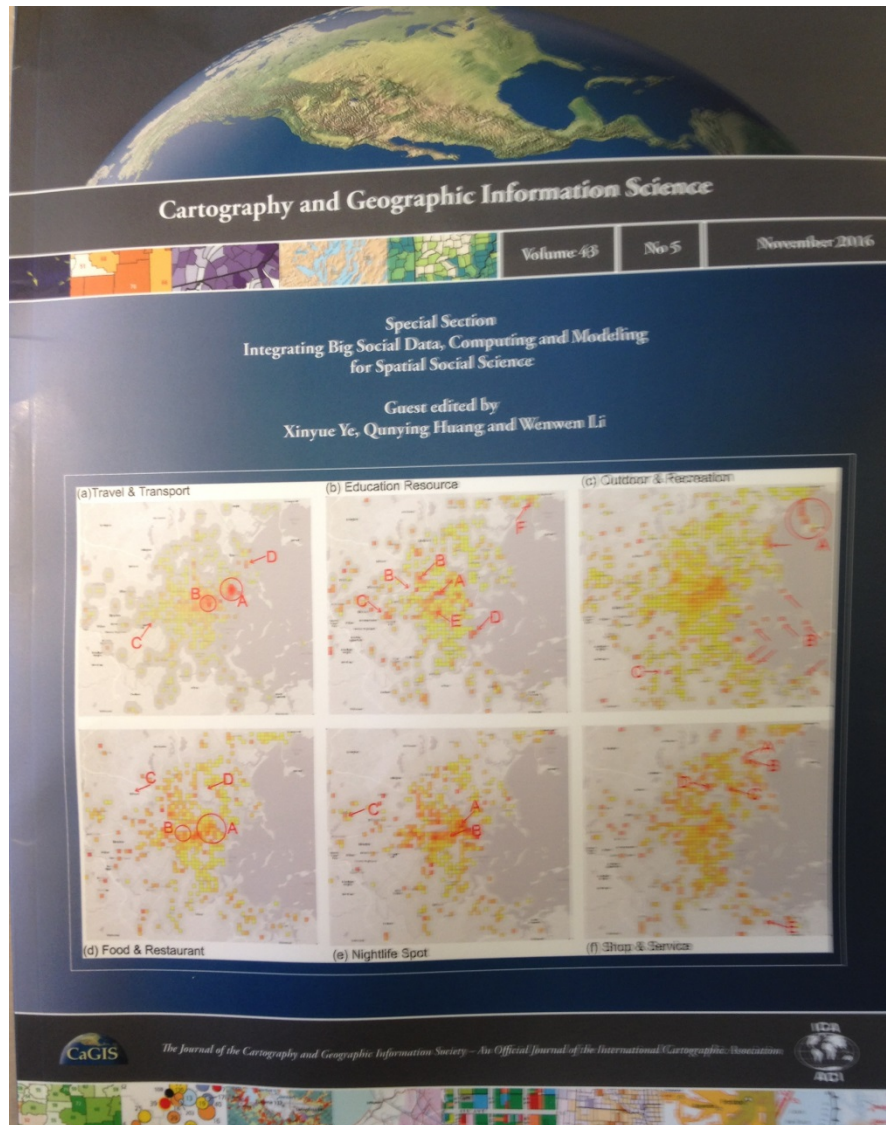 Cartography and Geographic Information Science
Volume 43
No 5
November 2016
Special Section
Integrating Big Social Data, Computing and Modelling
for Spatial Social Science
Guest edited by
Xinyue Ye, Qunying Huang and Wenwen Li
(a)Travel & Transport
(b) Education Resource
(c) Outdoor & Recreation
D
B
A
C
F
B
B
A
C
E
D
A
B
C
C
D
B
A
C
A
B
A
B
C
E
(d) Food & Restaurant
(e) Nightlife Spot
(f) Shop & Service
CaGIS
The Journal of the Cartography and Geographic Information Society – An Official Journal of the International Cartographic Association
ICA
ACI